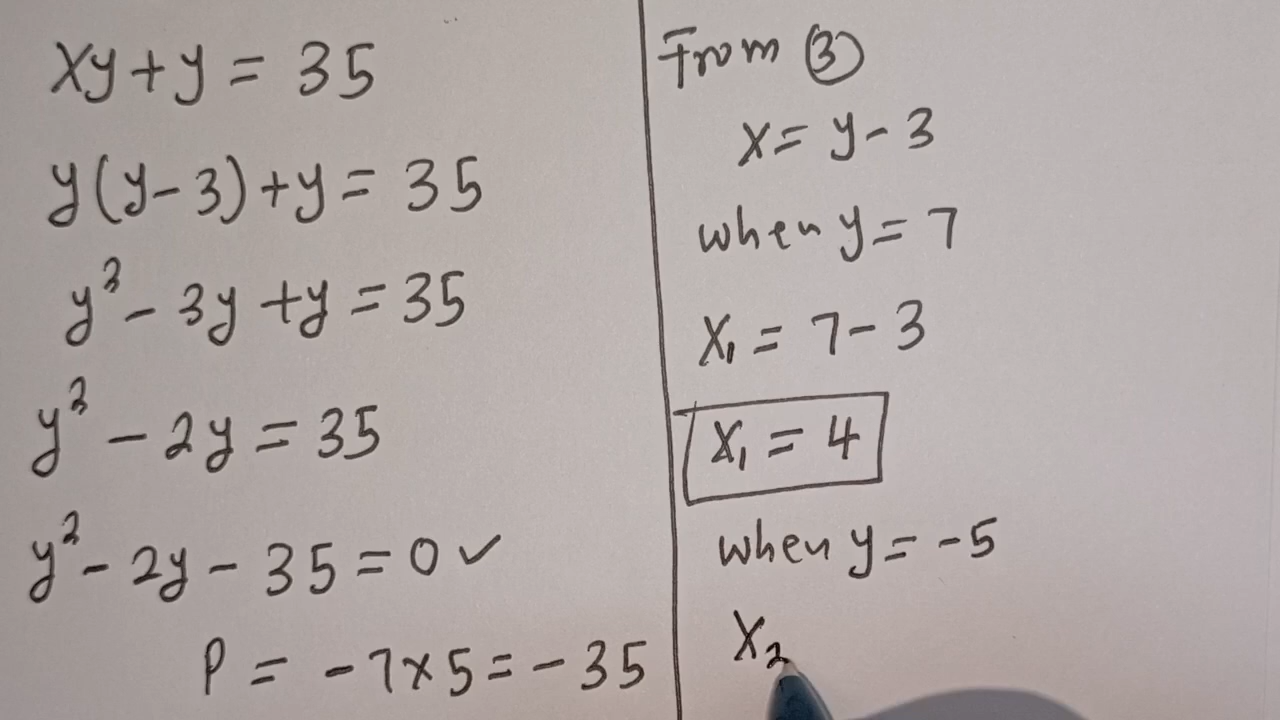 xy + y = 35
y(y - 3) + y = 35
y² - 3y + y = 35
y² - 2y = 35
y² - 2y - 35 = 0 ✓
P = -7 × 5 = -35
From ③
x = y - 3
when y = 7
x₁ = 7 - 3
x₁ = 4
when y = -5
x₂